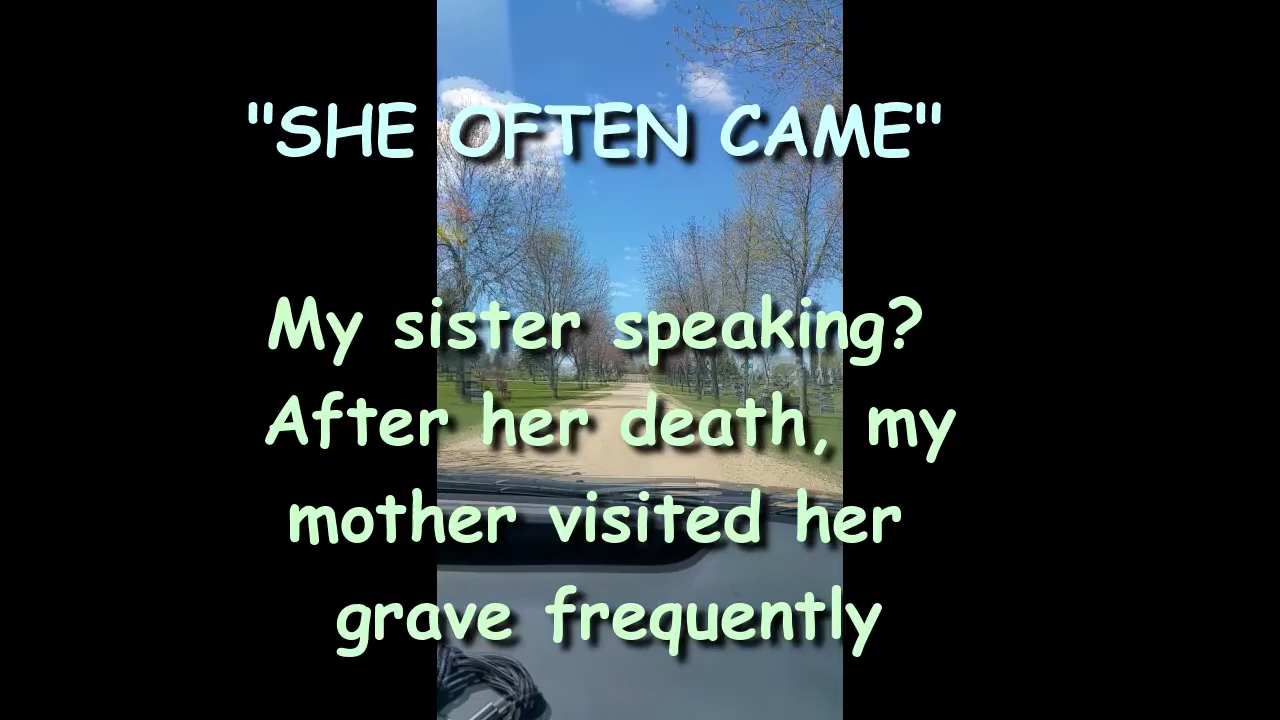 "SHE OFTEN CAME"
My sister speaking?
After her death, my
mother visited her
grave frequently